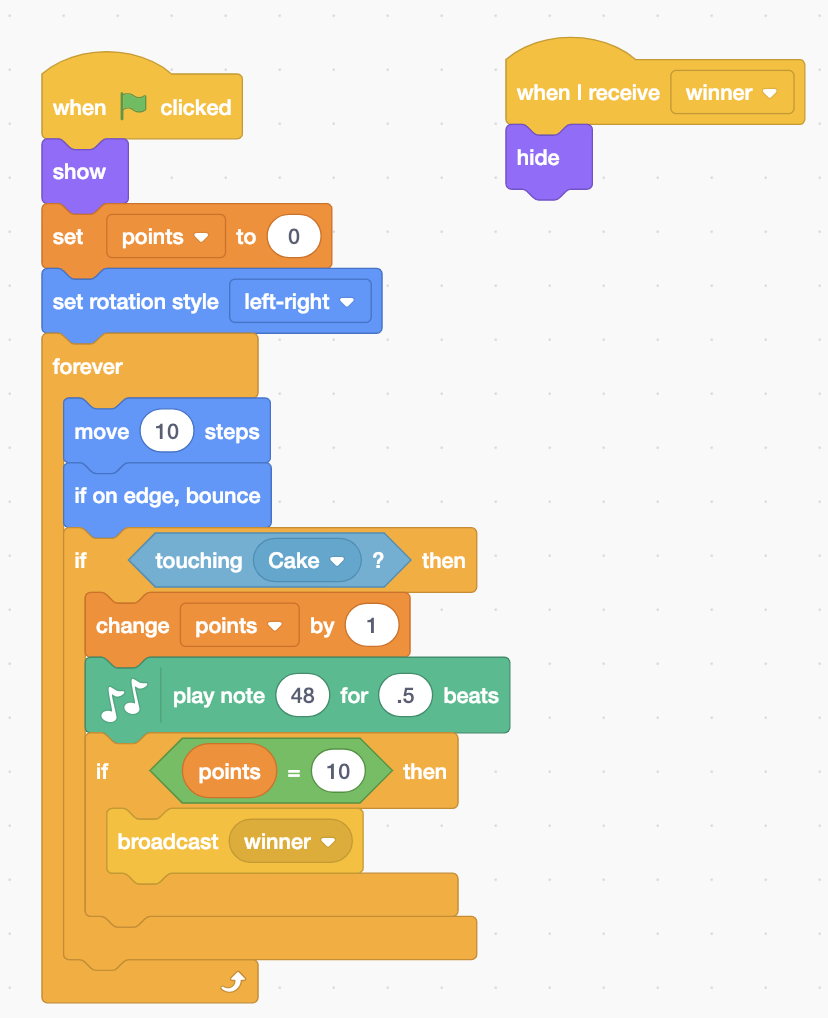 when clicked
show
set points to 0
set rotation style left-right
forever
move 10 steps
if on edge, bounce
if touching Cake ? then
change points by 1
play note 48 for .5 beats
if points = 10 then
broadcast winner
when I receive winner
hide